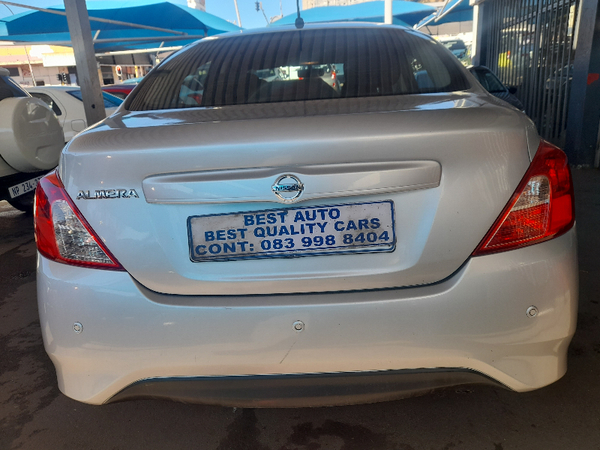 ALMERA
NISSAN
BEST AUTO
BEST QUALITY CARS
CONT: 083 998 8404